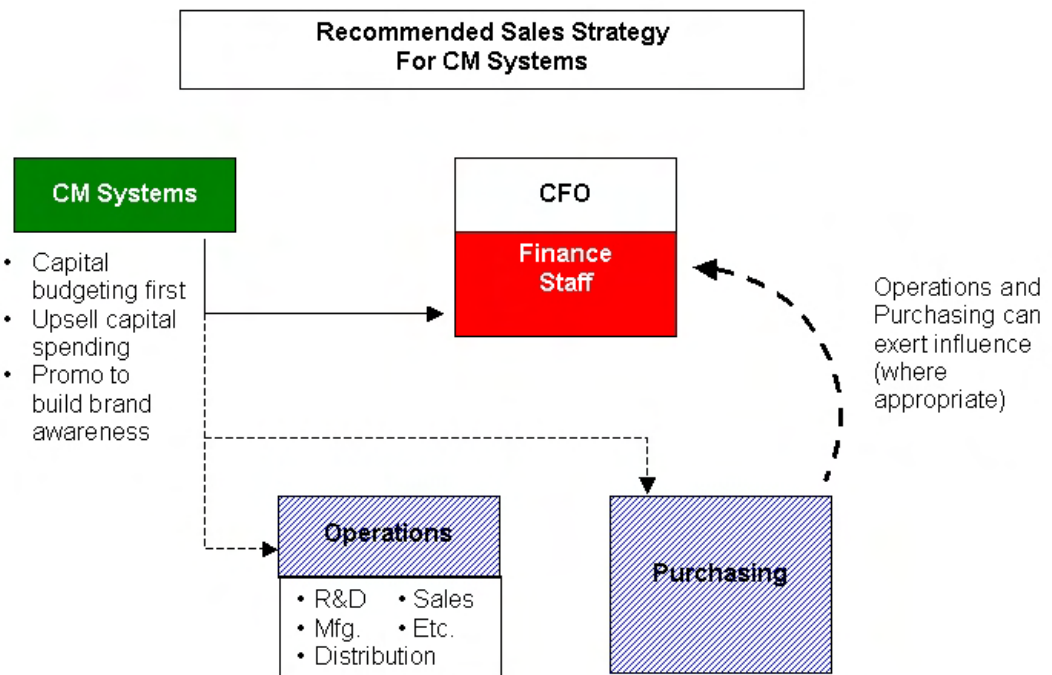 Recommended Sales Strategy
For CM Systems
CM Systems
• Capital
budgeting first
• Upsell capital
spending
• Promo to
build brand
awareness
CFO
Finance
Staff
Operations and
Purchasing can
exert influence
(where
appropriate)
Operations
• R&D • Sales
• Mfg. • Etc.
• Distribution
Purchasing